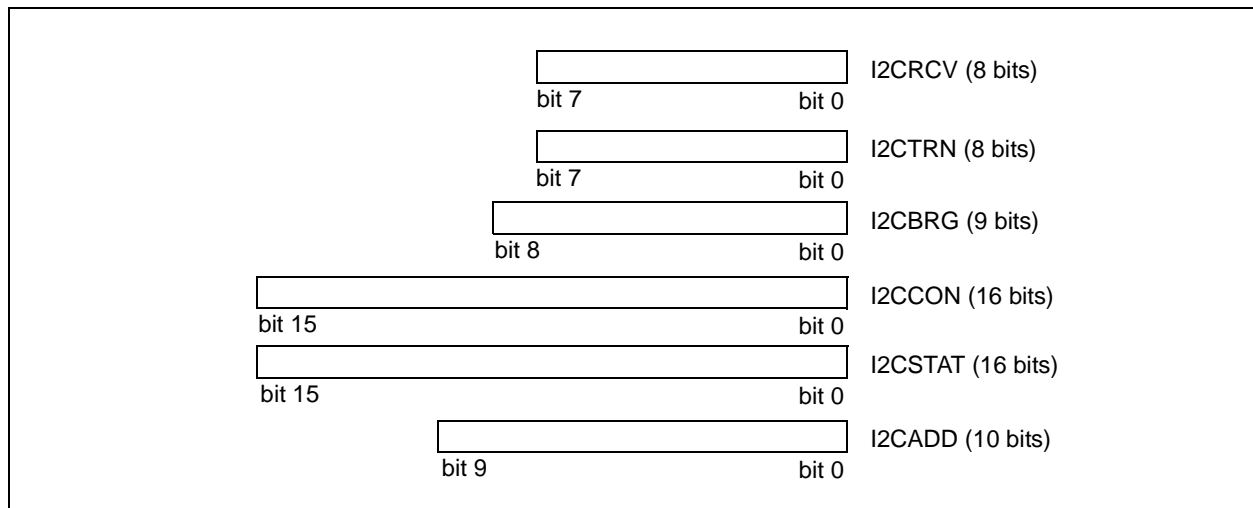 I2CRCV (8 bits)
bit 7 bit 0
I2CTRN (8 bits)
bit 7 bit 0
I2CBRG (9 bits)
bit 8 bit 0
I2CCON (16 bits)
bit 15 bit 0
I2CSTAT (16 bits)
bit 15 bit 0
I2CADD (10 bits)
bit 9 bit 0